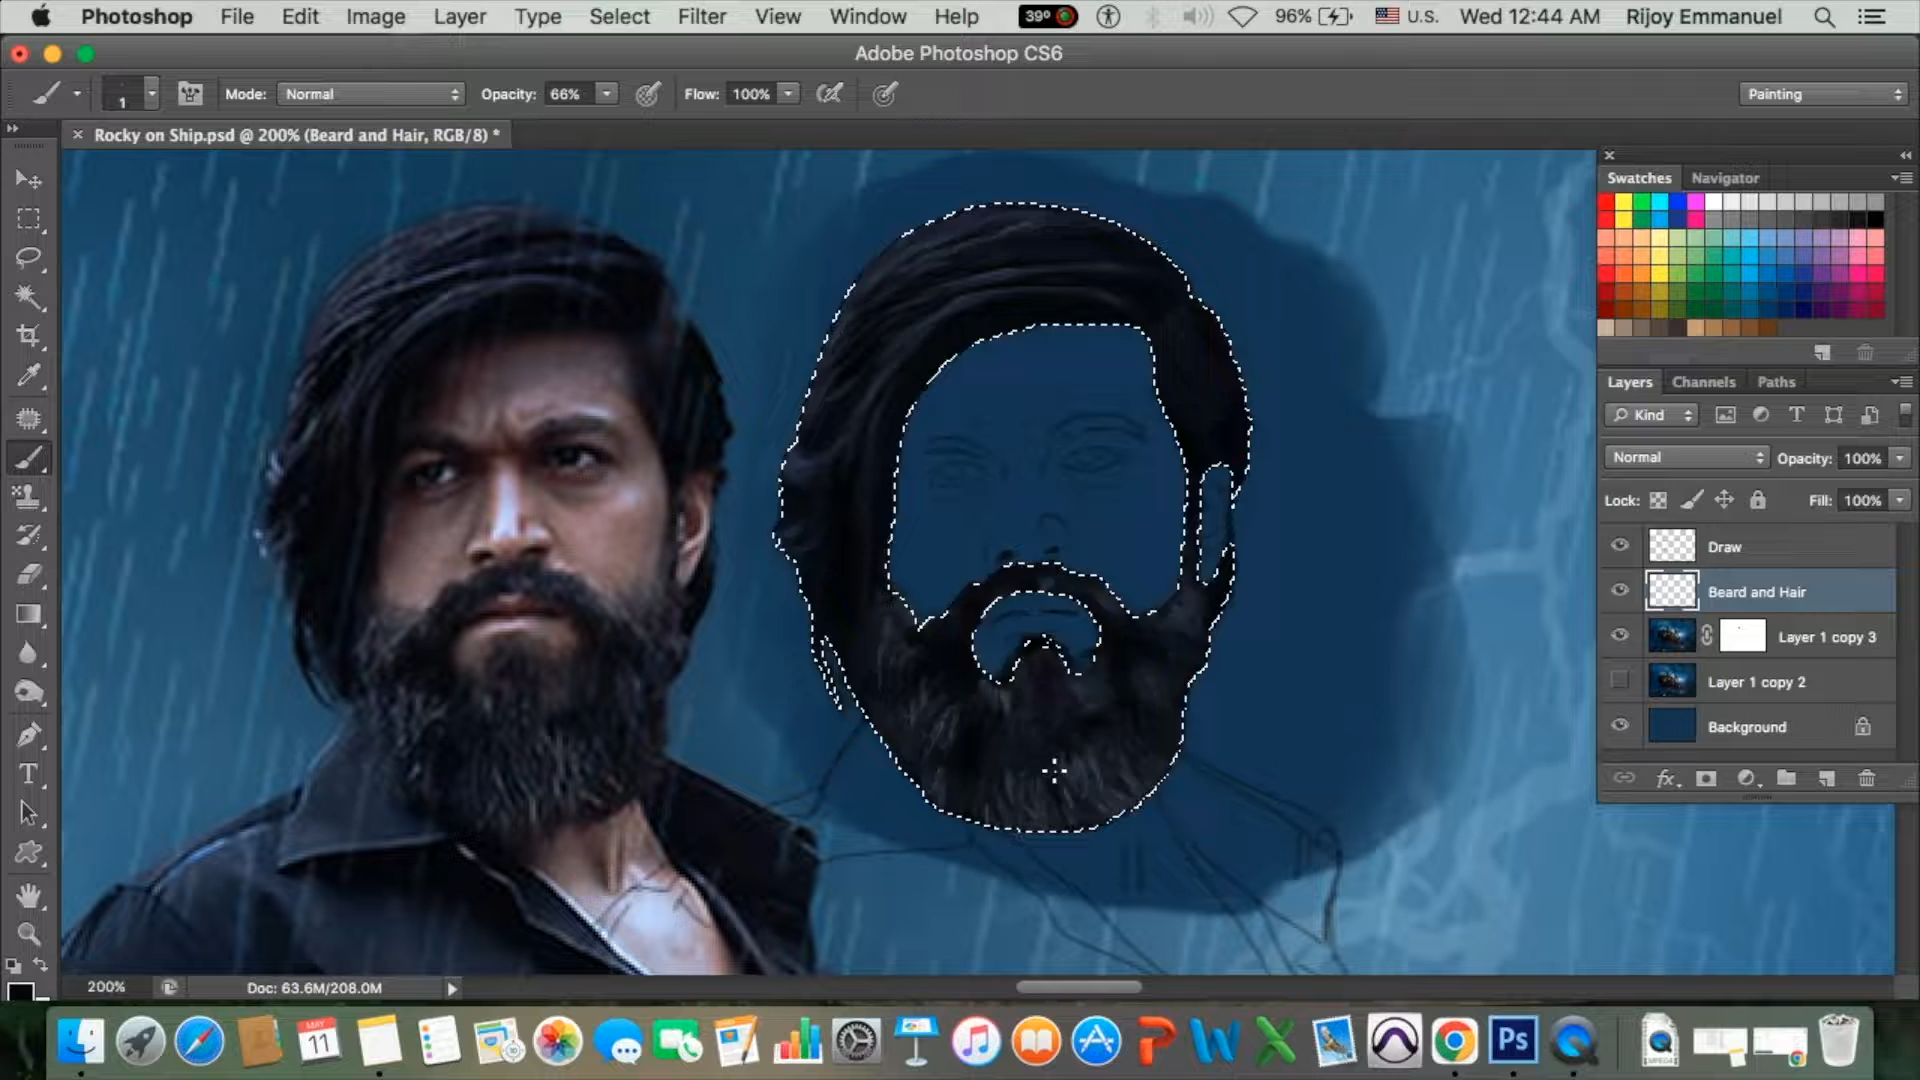 Photoshop File Edit Image Layer Type Select Filter View Window Help 39° 96% U.S. Wed 12:44 AM Rijoy Emmanuel
Adobe Photoshop CS6
1 Mode: Normal Opacity: 66% Flow: 100% Painting
Rocky on Ship.psd @ 200% (Beard and Hair, RGB/8) *
Swatches Navigator
Layers Channels Paths
Kind
Normal Opacity: 100%
Lock: Fill: 100%
Draw
Beard and Hair
Layer 1 copy 3
Layer 1 copy 2
Background
fx
200% Doc: 63.6M/208.0M
MAY
11
Ps